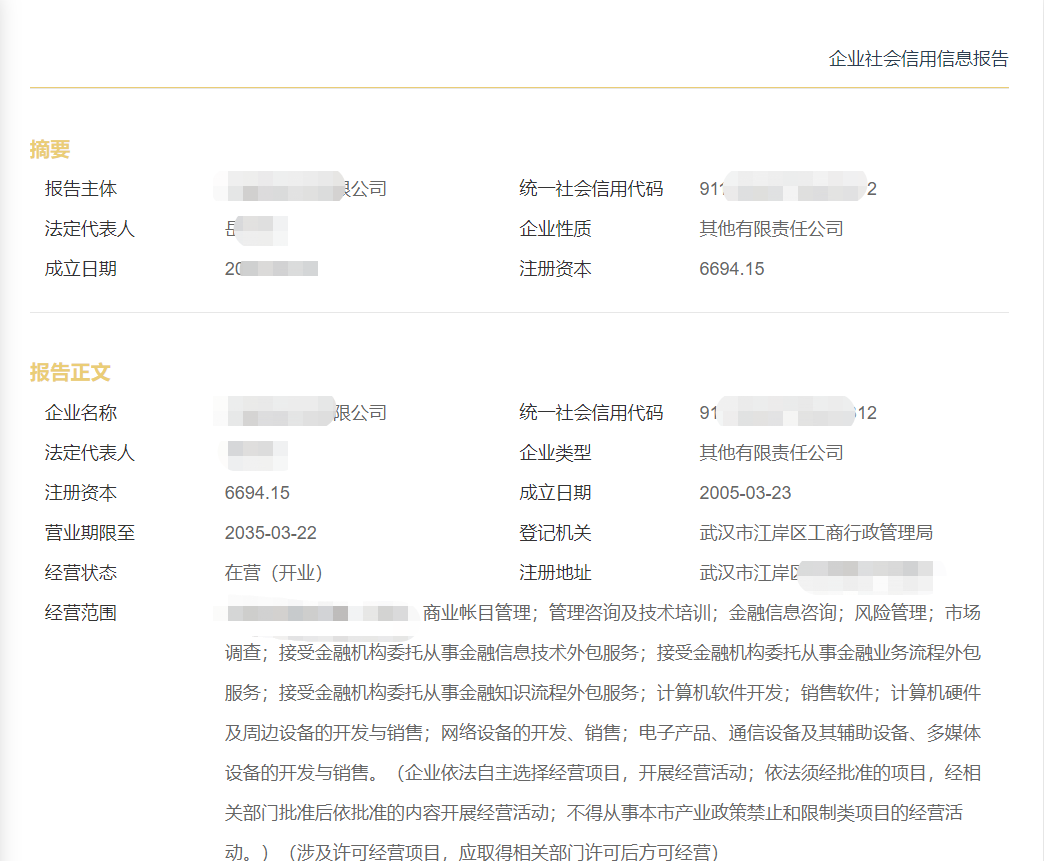 企业社会信用信息报告
摘要
报告主体 限公司 统一社会信用代码 911 2
法定代表人 岳 企业性质 其他有限责任公司
成立日期 20 注册资本 6694.15
报告正文
企业名称 限公司 统一社会信用代码 91 12
法定代表人 企业类型 其他有限责任公司
注册资本 6694.15 成立日期 2005-03-23
营业期限至 2035-03-22 登记机关 武汉市江岸区工商行政管理局
经营状态 在营（开业） 注册地址 武汉市江岸区
经营范围 商业帐目管理；管理咨询及技术培训；金融信息咨询；风险管理；市场
调查；接受金融机构委托从事金融信息技术外包服务；接受金融机构委托从事金融业务流程外包
服务；接受金融机构委托从事金融知识流程外包服务；计算机软件开发；销售软件；计算机硬件
及周边设备的开发与销售；网络设备的开发、销售；电子产品、通信设备及其辅助设备、多媒体
设备的开发与销售。（企业依法自主选择经营项目，开展经营活动；依法须经批准的项目，经相
关部门批准后依批准的内容开展经营活动；不得从事本市产业政策禁止和限制类项目的经营活
动。）（涉及许可经营项目，应取得相关部门许可后方可经营）